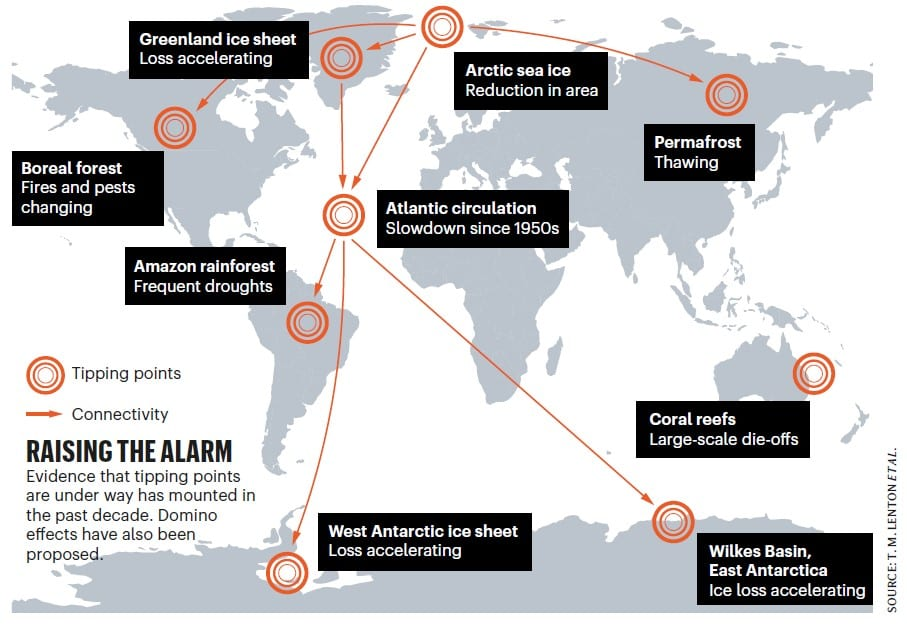 Greenland ice sheet
Loss accelerating
Arctic sea ice
Reduction in area
Permafrost
Thawing
Boreal forest
Fires and pests
changing
Atlantic circulation
Slowdown since 1950s
Amazon rainforest
Frequent droughts
Tipping points
Connectivity
RAISING THE ALARM
Evidence that tipping points
are under way has mounted in
the past decade. Domino
effects have also been
proposed.
Coral reefs
Large-scale die-offs
West Antarctic ice sheet
Loss accelerating
Wilkes Basin,
East Antarctica
Ice loss accelerating
SOURCE: T. M. LENTON ET AL.